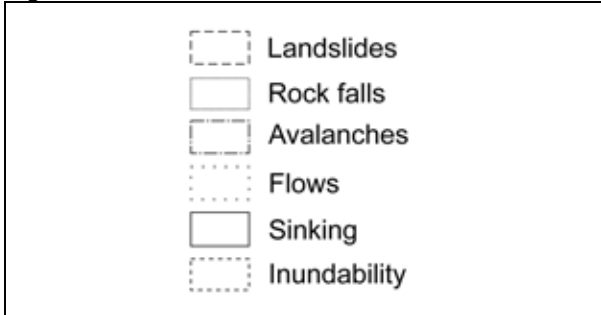 Landslides
Rock falls
Avalanches
Flows
Sinking
Inundability